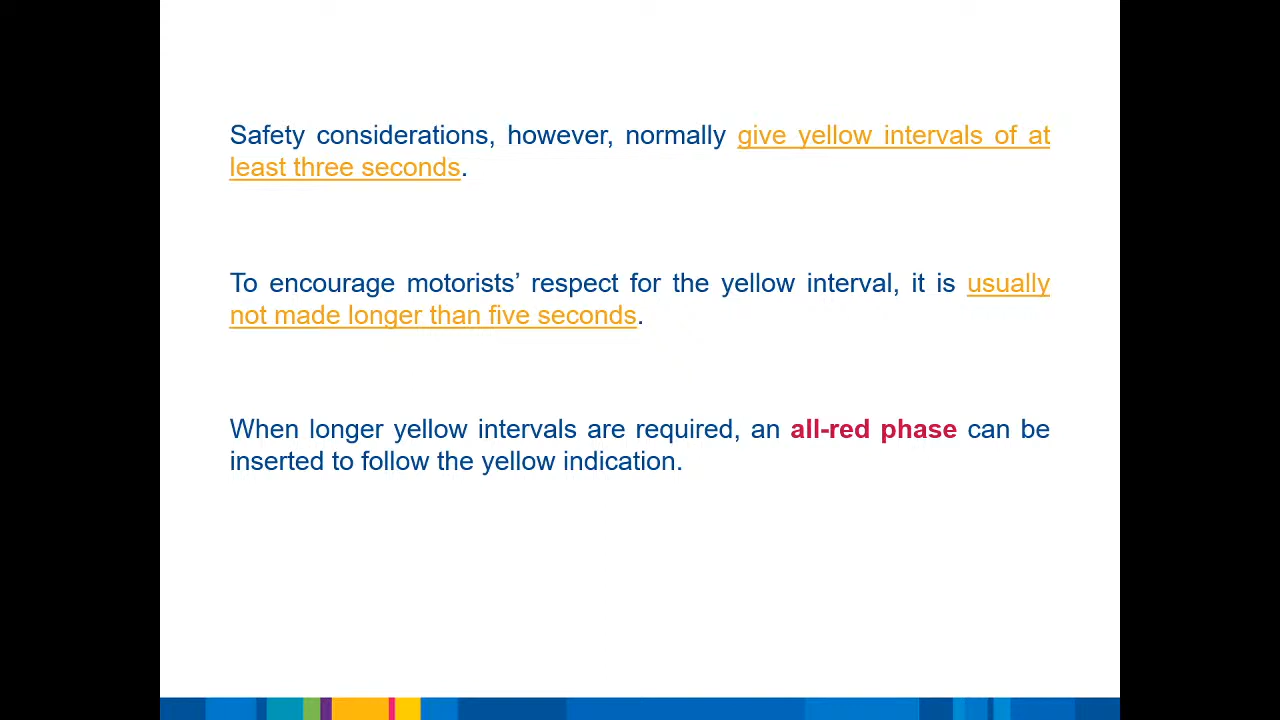 Safety considerations, however, normally give yellow intervals of at
least three seconds.
To encourage motorists’ respect for the yellow interval, it is usually
not made longer than five seconds.
When longer yellow intervals are required, an all-red phase can be
inserted to follow the yellow indication.